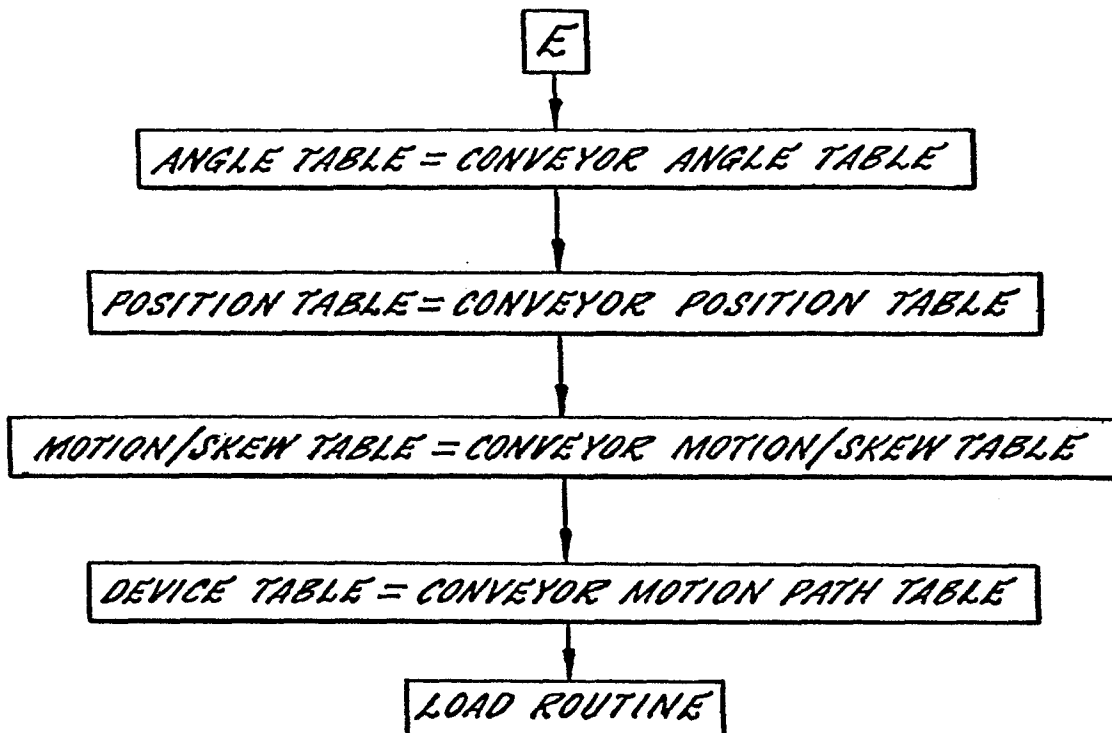 E
ANGLE TABLE = CONVEYOR ANGLE TABLE
POSITION TABLE = CONVEYOR POSITION TABLE
MOTION/SKEW TABLE = CONVEYOR MOTION/SKEW TABLE
DEVICE TABLE = CONVEYOR MOTION PATH TABLE
LOAD ROUTINE